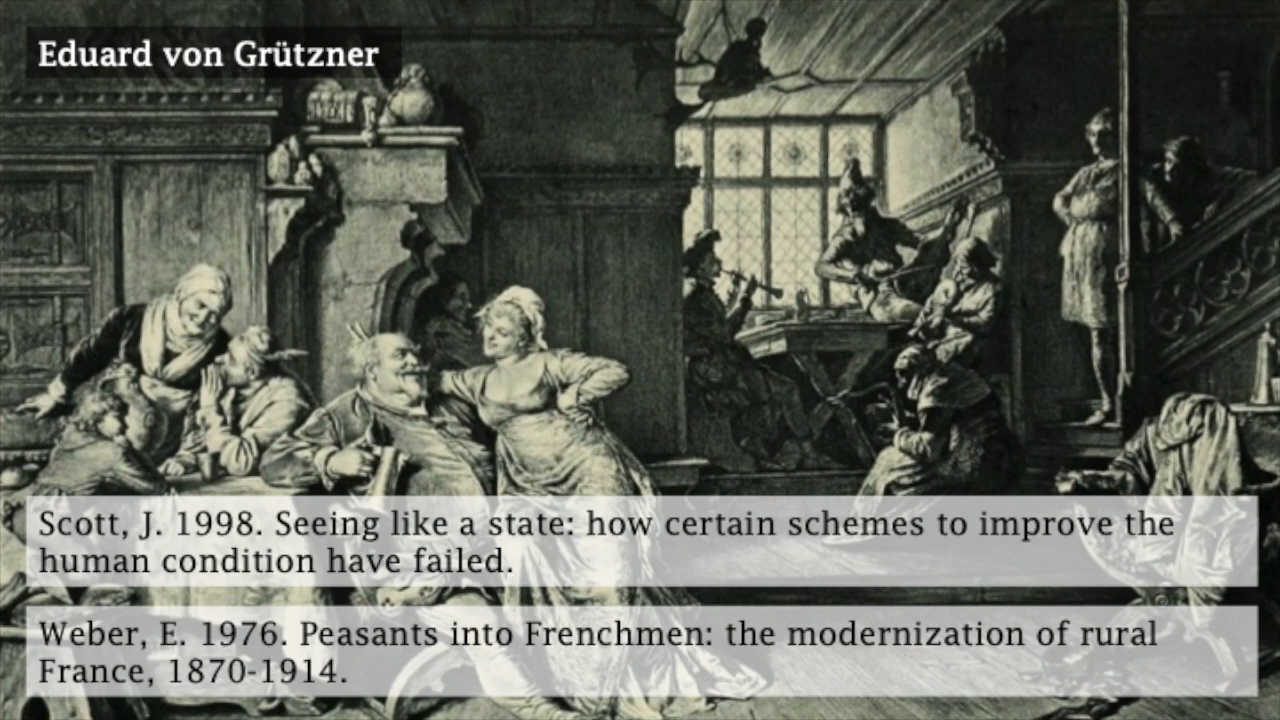 Eduard von Grützner
Scott, J. 1998. Seeing like a state: how certain schemes to improve the
human condition have failed.
Weber, E. 1976. Peasants into Frenchmen: the modernization of rural
France, 1870-1914.